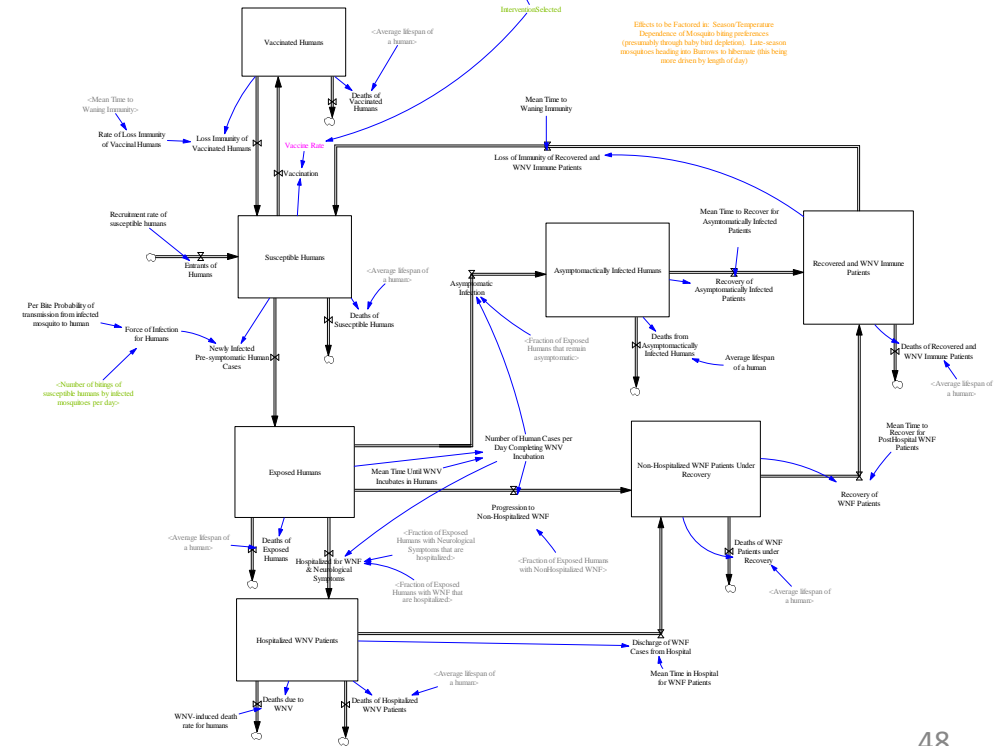 InterventionSelected
Effects to be Factored in: Season/Temperature
Dependence of Mosquito biting preferences
(presumably through baby bird depletion). Late-season
mosquitoes heading into Burrows to hibernate (this being
more driven by length of day)
Vaccinated Humans
<Average lifespan of
a human>
Deaths of
Vaccinated
Humans
<Mean Time to
Waning Immunity>
Rate of Loss Immunity
of Vaccinal Humans
Loss Immunity of
Vaccinated Humans
Vaccine Rate
Vaccination
Mean Time to
Waning Immunity
Loss of Immunity of Recovered and
WNV Immune Patients
Recruitment rate of
susceptible humans
Entrants of
Humans
Susceptible Humans
<Average lifespan of
a human>
Deaths of
Susecptible Humans
Asymptomatic
Infection
Asymptomactically Infected Humans
Mean Time to Recover for
Asymtomatically Infected
Patients
Recovery of
Asymptomatically Infected
Patients
Recovered and WNV Immune
Patients
Per Bite Probability of
transmission from infected
mosquito to human
Force of Infection
for Humans
Newly Infected
Pre-symptomatic Human
Cases
<Number of bitings of
susceptible humans by infected
mosquitoes per day>
<Fraction of Exposed
Humans that remain
asymptomatic>
Deaths from
Asymptomactically
Infected Humans
Average lifespan
of a human
Deaths of Recovered and
WNV Immune Patients
<Average lifespan of
a human>
Exposed Humans
Mean Time Until WNV
Incubates in Humans
Number of Human Cases per
Day Completing WNV
Incubation
Non-Hospitalized WNF Patients Under
Recovery
Mean Time to
Recover for
PostHospital WNF
Patients
Recovery of
WNF Patients
Progression to
Non-Hospitalized WNF
<Average lifespan of
a human>
Deaths of
Exposed
Humans
Hospitalized for WNF
& Neurological
Symptoms
<Fraction of Exposed
Humans with Neurological
Symptoms that are
hospitalized>
<Fraction of Exposed
Humans with WNF that
are hospitalized>
<Fraction of Exposed Humans
with NonHospitalized WNF>
Deaths of WNF
Patients under
Recovery
<Average lifespan of
a human>
Hospitalized WNV Patients
Discharge of WNF
Cases from Hospital
Mean Time in Hospital
for WNF Patients
<Average lifespan of
a human>
Deaths due to
WNV
Deaths of Hospitalized
WNV Patients
WNV-induced death
rate for humans
48